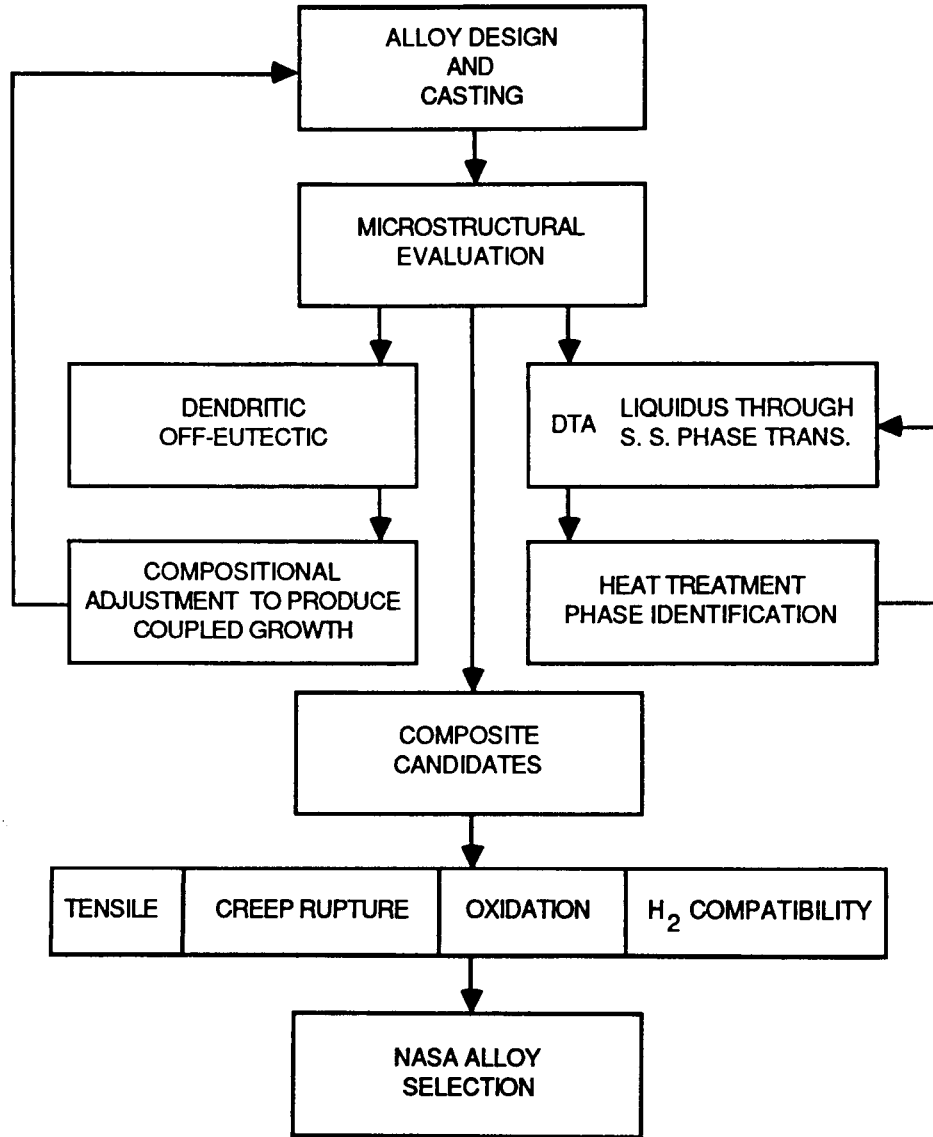 ALLOY DESIGN
AND
CASTING
MICROSTRUCTURAL
EVALUATION
DENDRITIC
OFF-EUTECTIC
DTA LIQUIDUS THROUGH
S. S. PHASE TRANS.
COMPOSITIONAL
ADJUSTMENT TO PRODUCE
COUPLED GROWTH
HEAT TREATMENT
PHASE IDENTIFICATION
COMPOSITE
CANDIDATES
TENSILE
CREEP RUPTURE
OXIDATION
H2 COMPATIBILITY
NASA ALLOY
SELECTION